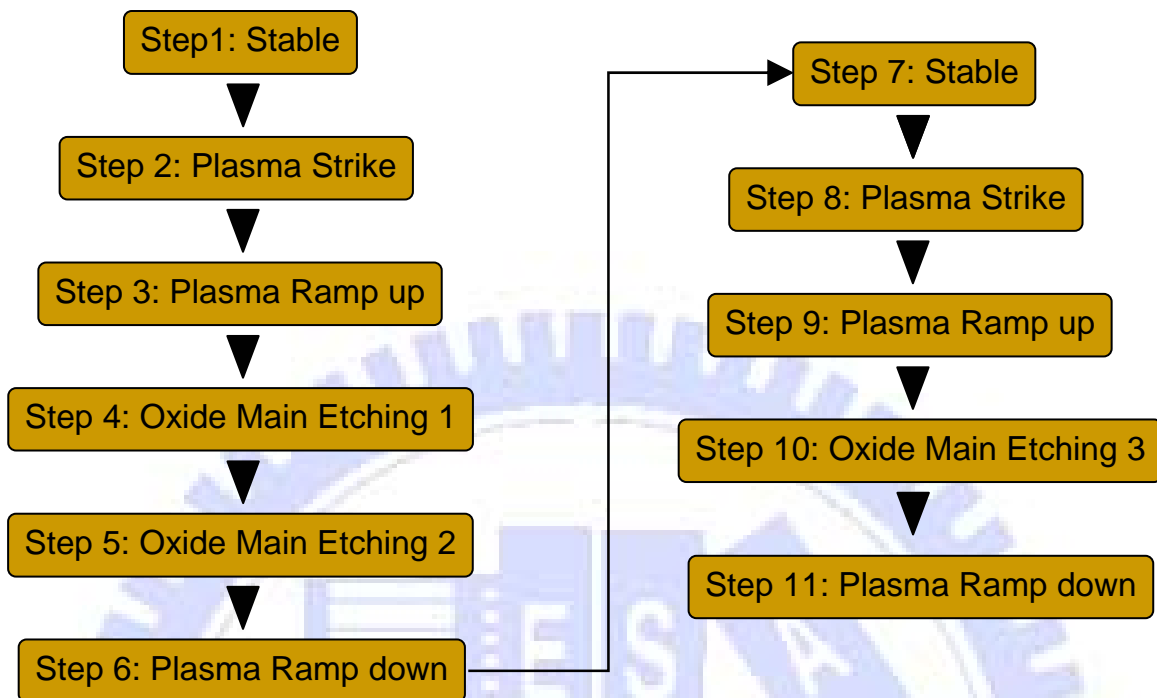 Step1: Stable
Step 2: Plasma Strike
Step 3: Plasma Ramp up
Step 4: Oxide Main Etching 1
Step 5: Oxide Main Etching 2
Step 6: Plasma Ramp down
Step 7: Stable
Step 8: Plasma Strike
Step 9: Plasma Ramp up
Step 10: Oxide Main Etching 3
Step 11: Plasma Ramp down
E S A